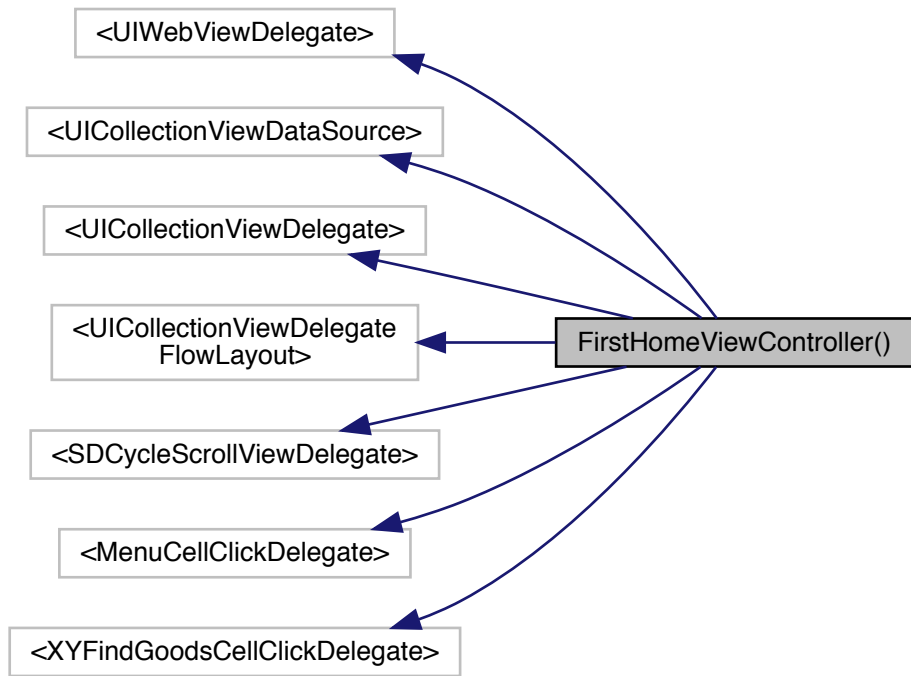 <UIWebViewDelegate>
<UICollectionViewDataSource>
<UICollectionViewDelegate>
<UICollectionViewDelegate
FlowLayout>
FirstHomeViewController()
<SDCycleScrollViewDelegate>
<MenuCellClickDelegate>
<XYFindGoodsCellClickDelegate>